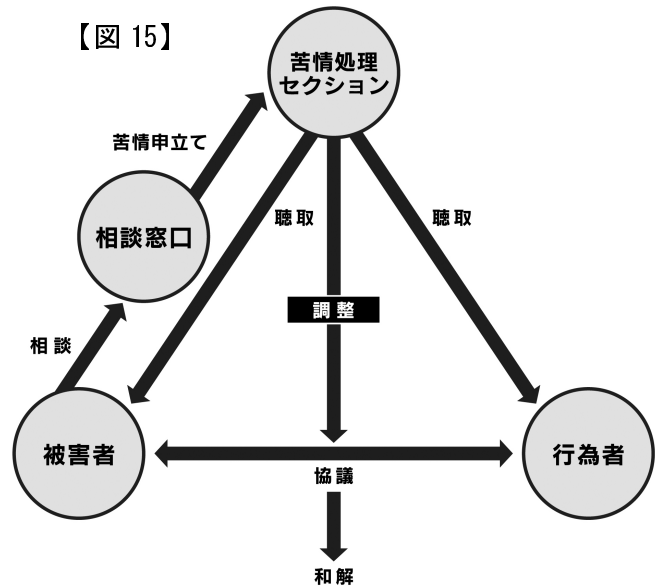 【図 15】
苦情処理
セクション
苦情申立て
相談窓口
聴取
聴取
調整
相談
被害者
行為者
協議
和解